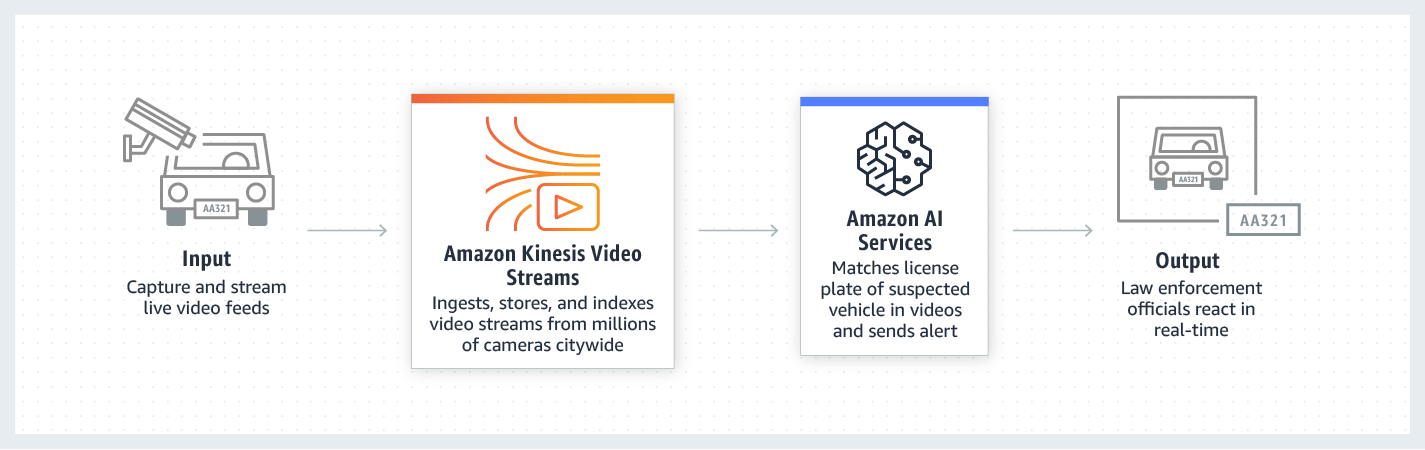 AA321
Input
Capture and stream
live video feeds
Amazon Kinesis Video
Streams
Ingests, stores, and indexes
video streams from millions
of cameras citywide
Amazon AI
Services
Matches license
plate of suspected
vehicle in videos
and sends alert
AA321
AA321
Output
Law enforcement
officials react in
real-time